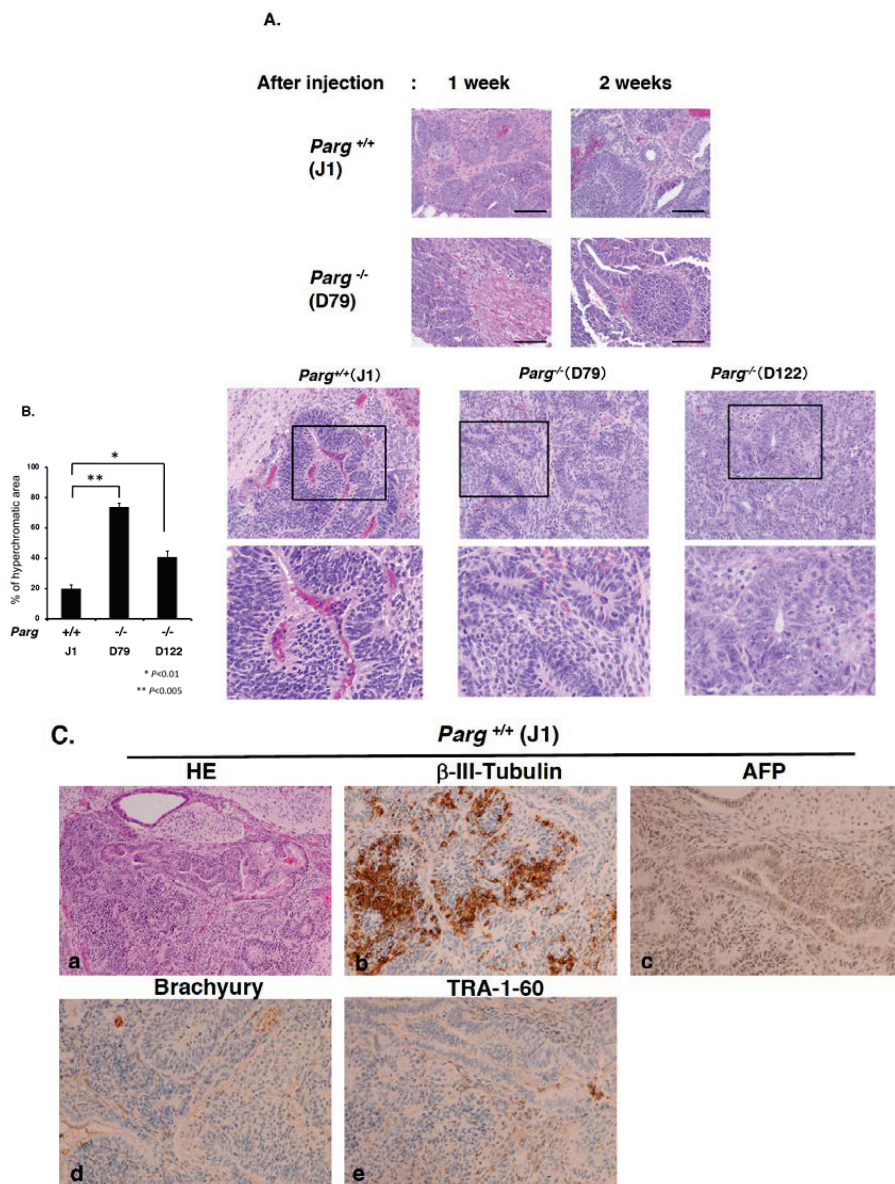 A.
After injection : 1 week 2 weeks
Parg +/+
(J1)
Parg -/-
(D79)
B.
% of hyperchromatic area
100
80
60
40
20
0
*
**
Parg +/+ -/- -/-
J1 D79 D122
* P<0.01
** P<0.005
Parg+/+(J1) Parg-/-(D79) Parg-/-(D122)
C.
Parg +/+ (J1)
HE β-III-Tubulin AFP
a b c
Brachyury TRA-1-60
d e